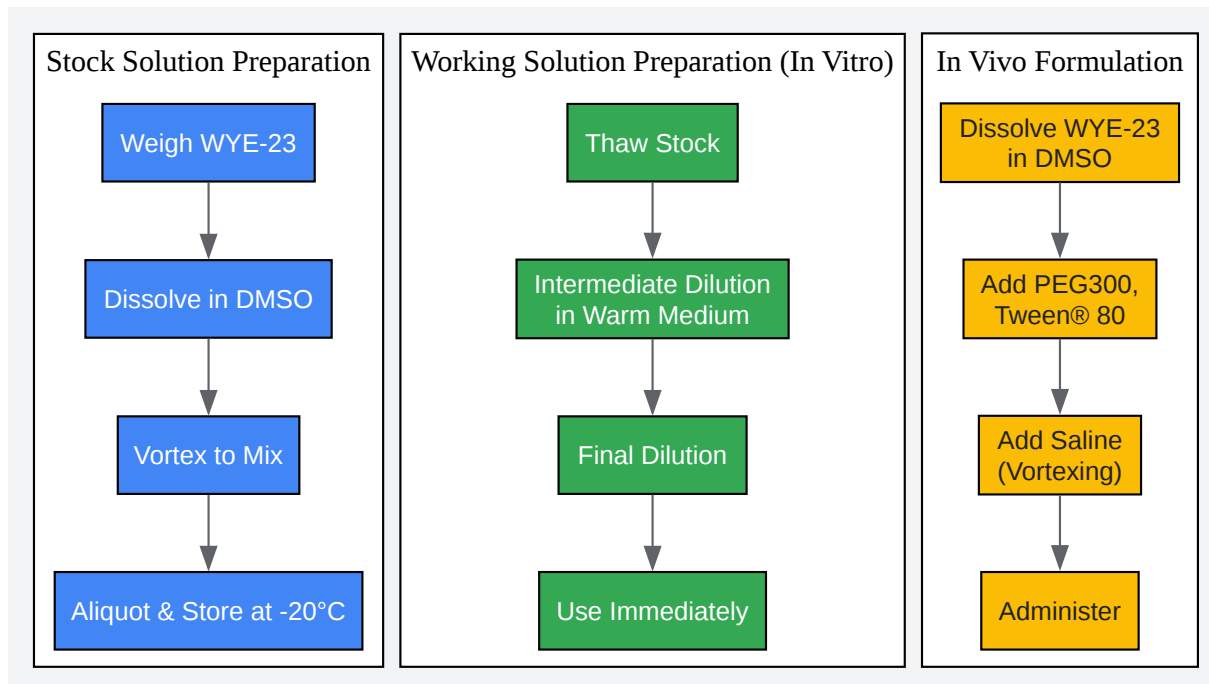 Stock Solution Preparation
Weigh WYE-23
Dissolve in DMSO
Vortex to Mix
Aliquot & Store at -20°C
Working Solution Preparation (In Vitro)
Thaw Stock
Intermediate Dilution
in Warm Medium
Final Dilution
Use Immediately
In Vivo Formulation
Dissolve WYE-23
in DMSO
Add PEG300,
Tween® 80
Add Saline
(Vortexing)
Administer